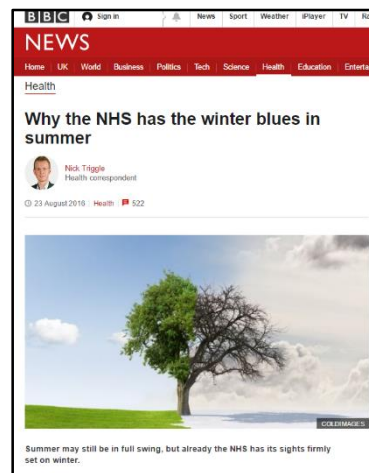 BBC Sign in News Sport Weather iPlayer TV Ra
NEWS
Home UK World Business Politics Tech Science Health Education Enterta
Health
Why the NHS has the winter blues in
summer
Nick Triggle
Health correspondent
23 August 2016 Health 522
COLDIMAGES
Summer may still be in full swing, but already the NHS has its sights firmly
set on winter.